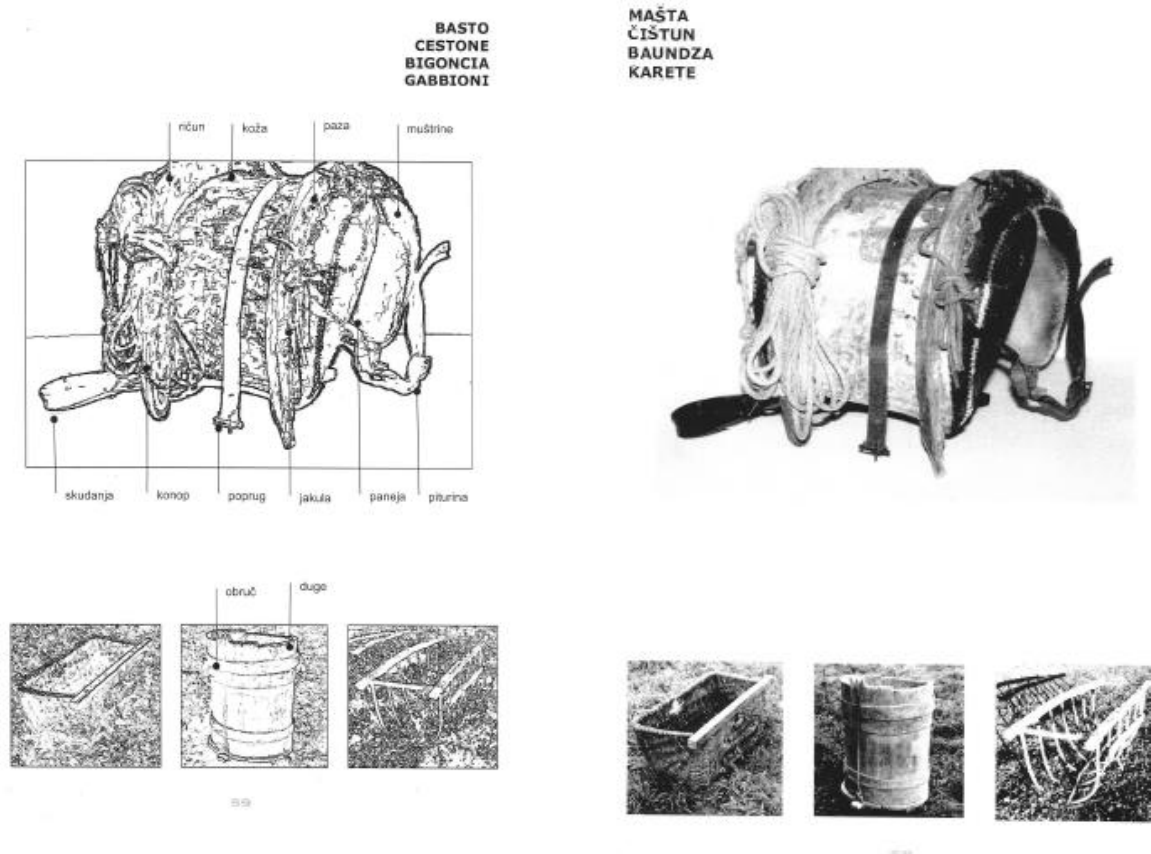 BASTO
CESTONE
BIGONCIA
GABBIONI
ričun koža paza muštrine
skudanja konop poprug jakula paneja piturina
obruč duge
MAŠTA
ČIŠTUN
BAUNDZA
KARETE